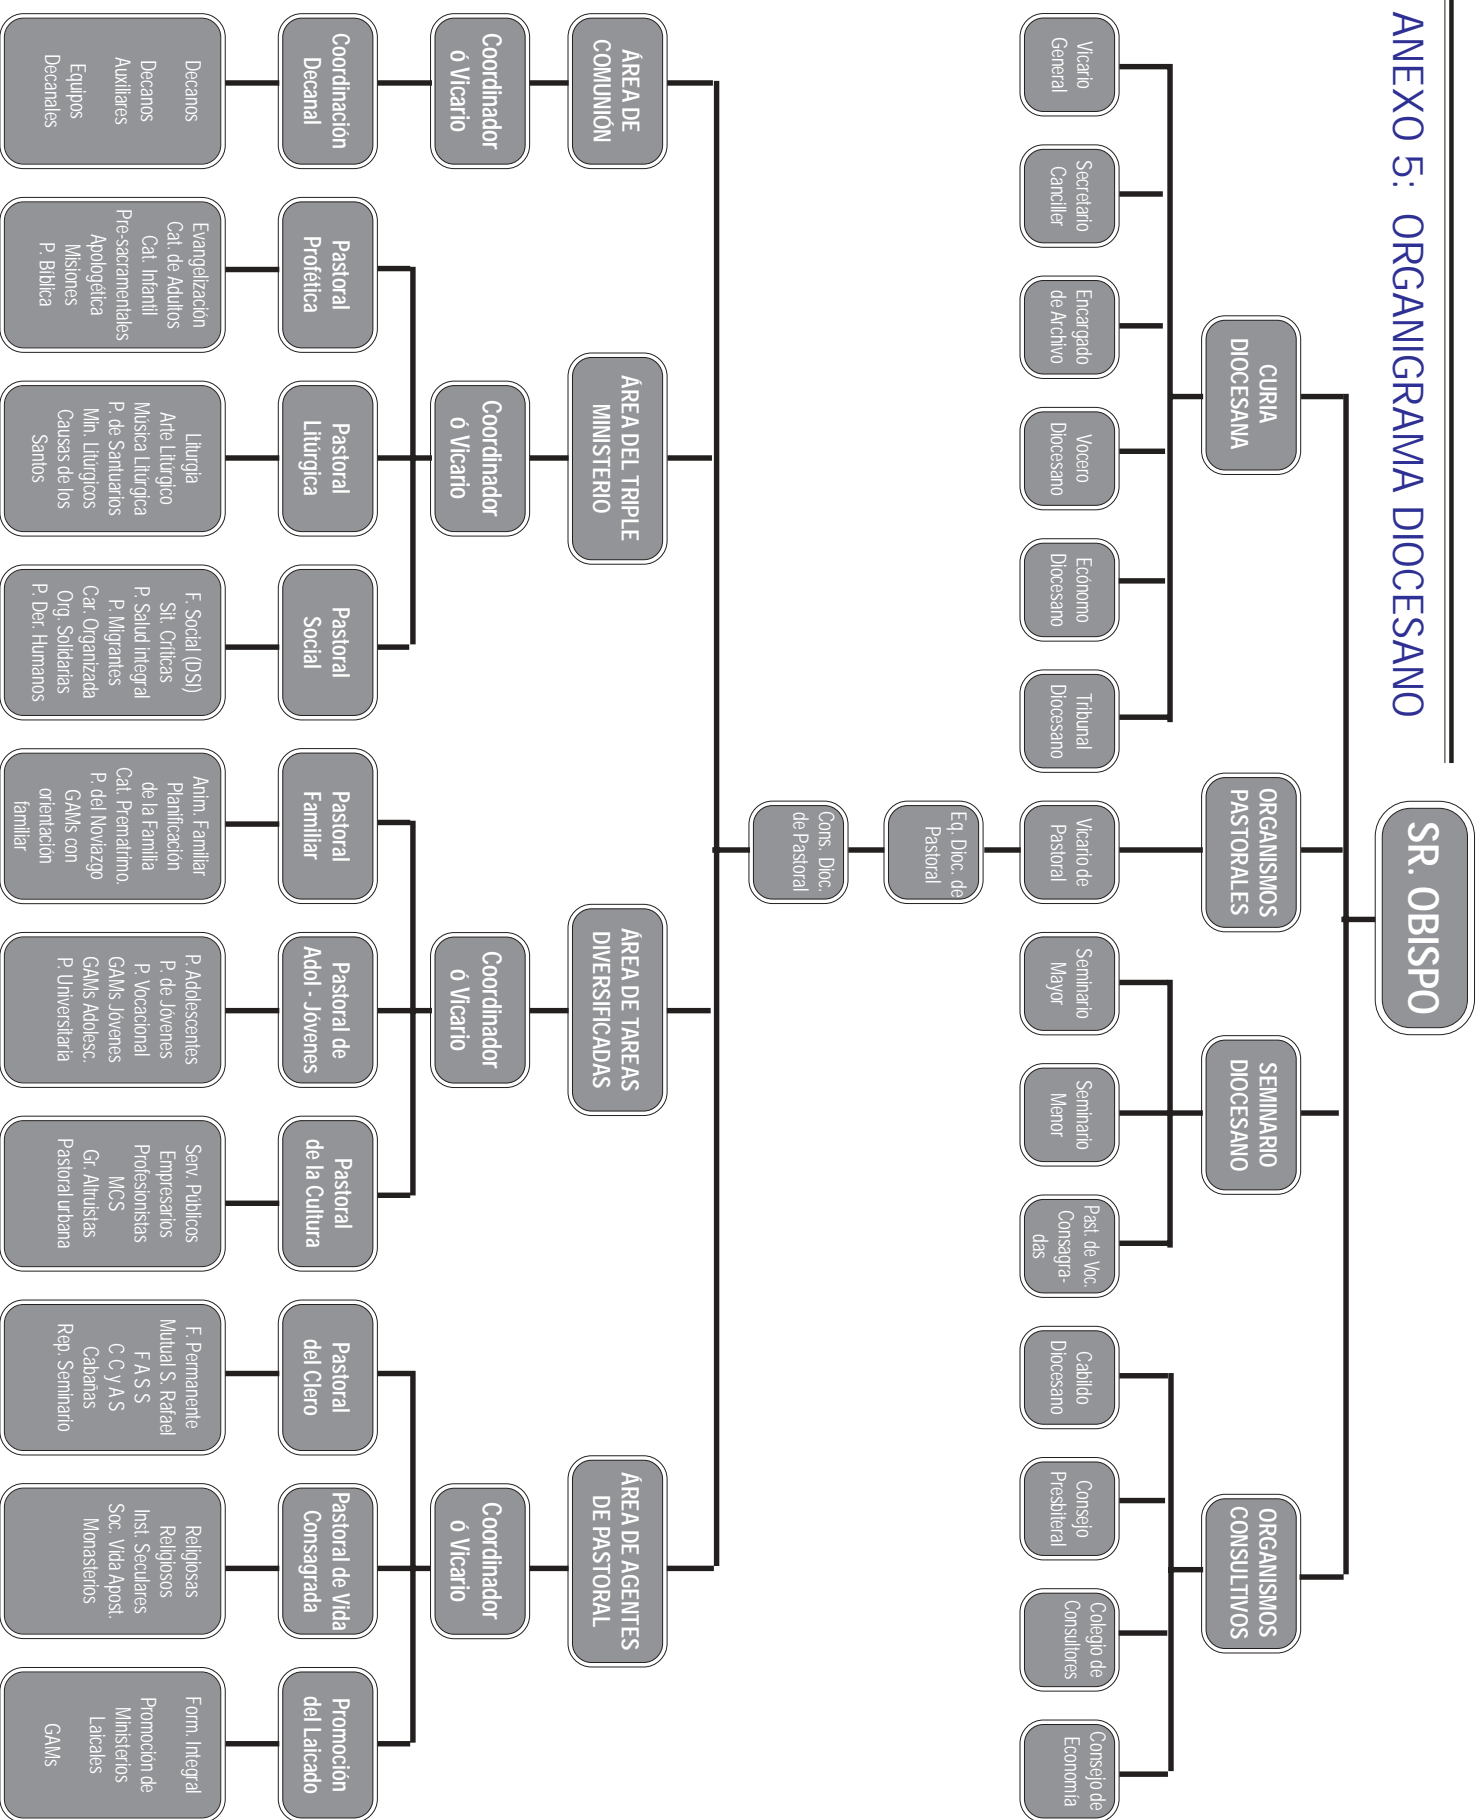 ANEXO 5: ORGANIGRAMA DIOCESANO
SR. OBISPO
CURIA
DIOCESANA
ORGANISMOS
PASTORALES
SEMINARIO
DIOCESANO
ORGANISMOS
CONSULTIVOS
Vicario
General
Secretario
Canciller
Encargado
de Archivo
Vocero
Diocesano
Ecónomo
Diocesano
Tribunal
Diocesano
Vicario de
Pastoral
Seminario
Mayor
Seminario
Menor
Past. de Voc.
Consagra-
das
Cabildo
Diocesano
Consejo
Presbiteral
Colegio de
Consultores
Consejo de
Economía
Eq. Dioc. de
Pastoral
Cons. Dioc.
de Pastoral
ÁREA DE
COMUNIÓN
ÁREA DEL TRIPLE
MINISTERIO
ÁREA DE TAREAS
DIVERSIFICADAS
ÁREA DE AGENTES
DE PASTORAL
Coordinador
ó Vicario
Coordinador
ó Vicario
Coordinador
ó Vicario
Coordinador
ó Vicario
Coordinación
Decanal
Pastoral
Profética
Pastoral
Litúrgica
Pastoral
Social
Pastoral
Familiar
Pastoral de
Adol - Jóvenes
Pastoral
de la Cultura
Pastoral
del Clero
Pastoral de Vida
Consagrada
Promoción
del Laicado
Decanos
Decanos
Auxiliares
Equipos
Decanales
Evangelización
Cat. de Adultos
Cat. Infantil
Pre-sacramentales
Apologética
Misiones
P. Bíblica
Liturgia
Arte Litúrgico
Música Litúrgica
P. de Santuarios
Min. Litúrgicos
Causas de los
Santos
F. Social (DSI)
Sit. Críticas
P. Salud integral
P. Migrantes
Car. Organizada
Org. Solidarias
P. Der. Humanos
Anim. Familiar
Planificación
de la Familia
Cat. Prematrimo.
P. del Noviazgo
GAMs con
orientación
familiar
P. Adolescentes
P. de Jóvenes
P. Vocacional
GAMs Jóvenes
GAMs Adolesc.
P. Universitaria
Serv. Públicos
Empresarios
Profesionistas
MCS
Gr. Altruistas
Pastoral urbana
F. Permanente
Mutual S. Rafael
F A S S
C C y A S
Cabañas
Rep. Seminario
Religiosas
Religiosos
Inst. Seculares
Soc. Vida Apost.
Monasterios
Form. Integral
Promoción de
Ministerios
Laicales
GAMs